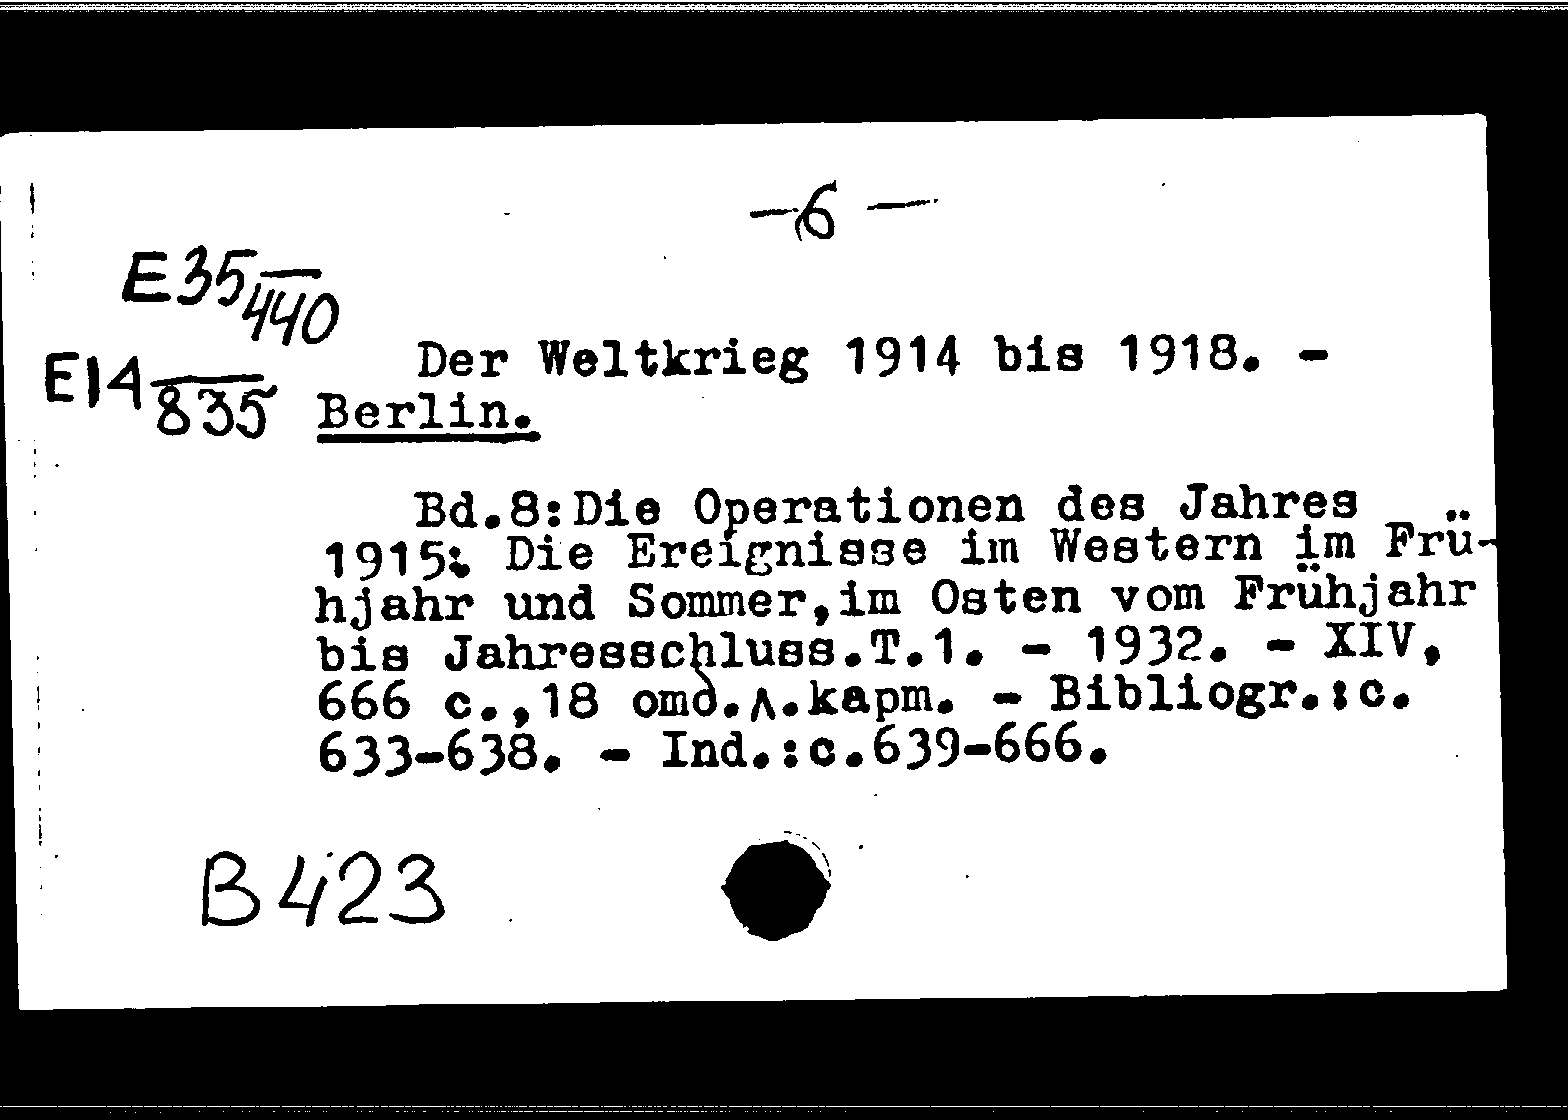 — 6 —
E35/440
E14/835
Der Weltkrieg 1914 bis 1918. -
Berlin.
Bd.8:Die Operationen des Jahres
1915: Die Ereignisse im Western im Frü-
hjahr und Sommer,im Osten vom Frühjahr
bis Jahresschluss.T.1. - 1932. - XIV,
666 c.,18 omд.л.карт. - Bibliogr.:c.
633-638. - Ind.:c.639-666.
B423